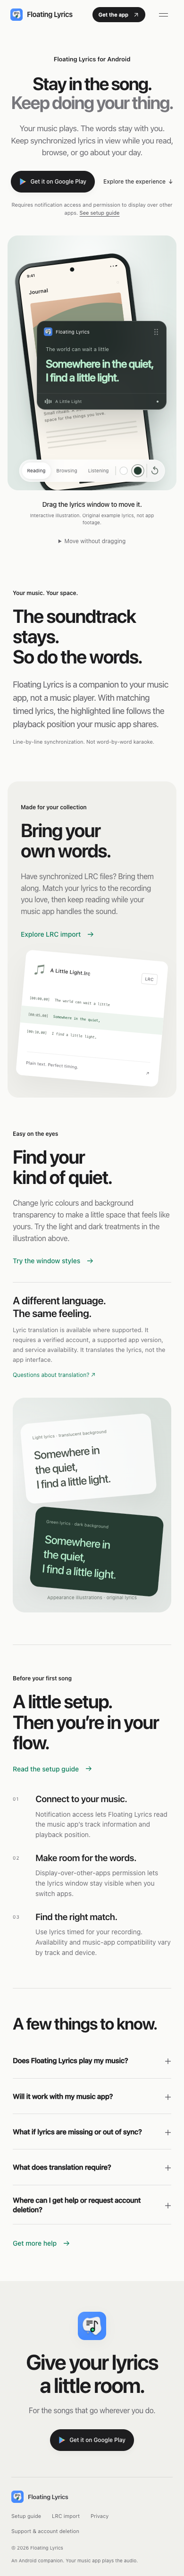 Floating Lyrics
Get the app ↗
Floating Lyrics for Android
Stay in the song.
Keep doing your thing.
Your music plays. The words stay with you.
Keep synchronized lyrics in view while you read,
browse, or go about your day.
Get it on Google Play
Explore the experience ↓
Requires notification access and permission to display over other
apps. See setup guide
9:41
Journal
Floating Lyrics
The world can wait a little
Somewhere in the quiet,
I find a little light.
A Little Light
space for the things you love
Reading
Browsing
Listening
Drag the lyrics window to move it.
Interactive illustration. Original example lyrics, not app
footage.
▶ Move without dragging
Your music. Your space.
The soundtrack
stays.
So do the words.
Floating Lyrics is a companion to your music
app, not a music player. With matching
timed lyrics, the highlighted line follows the
playback position your music app shares.
Line-by-line synchronization. Not word-by-word karaoke.
Made for your collection
Bring your
own words.
Have synchronized LRC files? Bring them
along. Match your lyrics to the recording
you love, then keep reading while your
music app handles the sound.
Explore LRC import →
A Little Light.lrc
LRC
The world can wait a little
Somewhere in the quiet,
I find a little light.
Plain text. Perfect timing.
↗
Easy on the eyes
Find your
kind of quiet.
Change lyric colours and background
transparency to make a little space that feels like
yours. Try the light and dark treatments in the
illustration above.
Try the window styles →
A different language.
The same feeling.
Lyric translation is available where supported. It
requires a verified account, a supported app version,
and service availability. It translates the lyrics, not the
app interface.
Questions about translation? ↗
Light lyrics · translucent background
Somewhere in
the quiet,
I find a little light.
Green lyrics · dark background
Somewhere in
the quiet,
I find a little light.
Appearance illustrations · original lyrics
Before your first song
A little setup.
Then you’re in your
flow.
Read the setup guide →
01
Connect to your music.
Notification access lets Floating Lyrics read
the music app’s track information and
playback position.
02
Make room for the words.
Display-over-other-apps permission lets
the lyrics window stay visible when you
switch apps.
03
Find the right match.
Use lyrics timed for your recording.
Availability and music-app compatibility vary
by track and device.
A few things to know.
Does Floating Lyrics play my music? +
Will it work with my music app? +
What if lyrics are missing or out of sync? +
What does translation require? +
Where can I get help or request account
deletion? +
Get more help →
Give your lyrics
a little room.
For the songs that go wherever you do.
Get it on Google Play
Floating Lyrics
Setup guide
LRC import
Privacy
Support & account deletion
© 2026 Floating Lyrics
An Android companion. Your music app plays the audio.